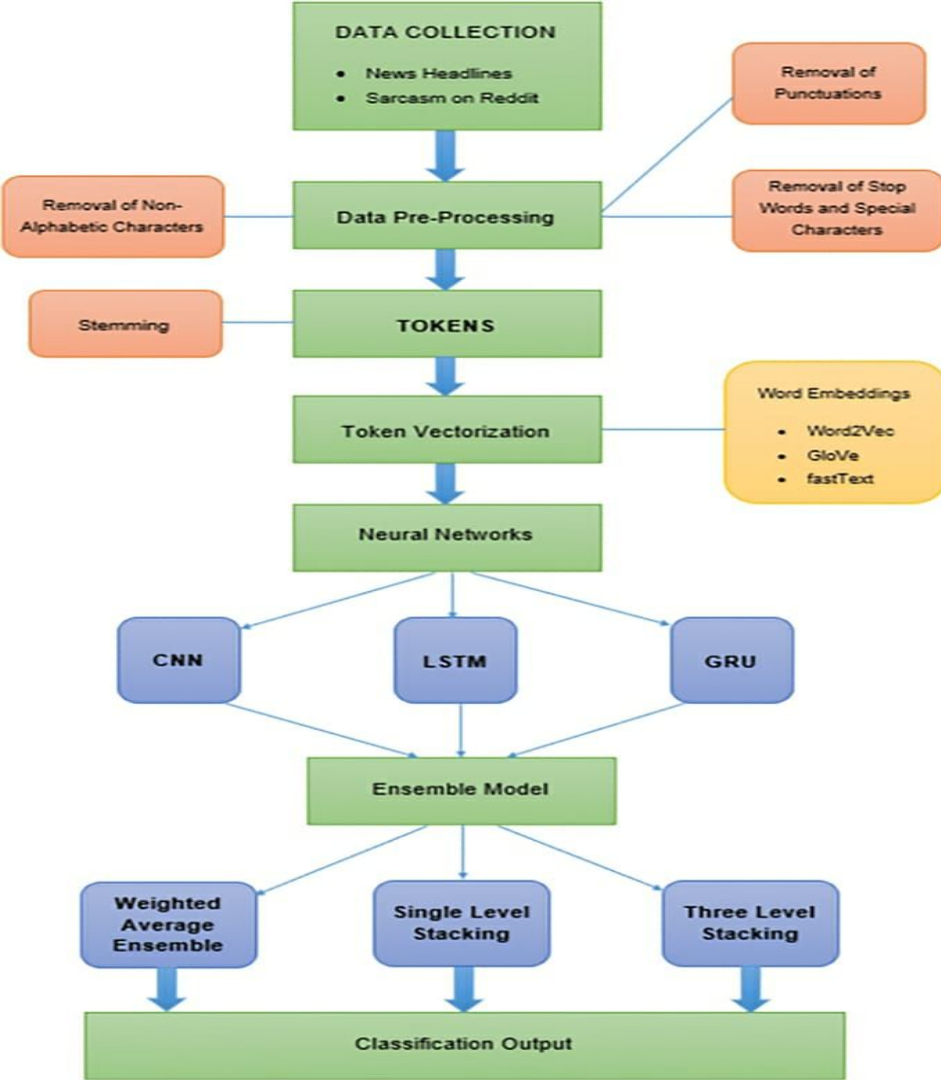 DATA COLLECTION
• News Headlines
• Sarcasm on Reddit
Removal of
Punctuations
Removal of Non-
Alphabetic Characters
Data Pre-Processing
Removal of Stop
Words and Special
Characters
Stemming
TOKENS
Token Vectorization
Word Embeddings
• Word2Vec
• GloVe
• fastText
Neural Networks
CNN
LSTM
GRU
Ensemble Model
Weighted
Average
Ensemble
Single Level
Stacking
Three Level
Stacking
Classification Output